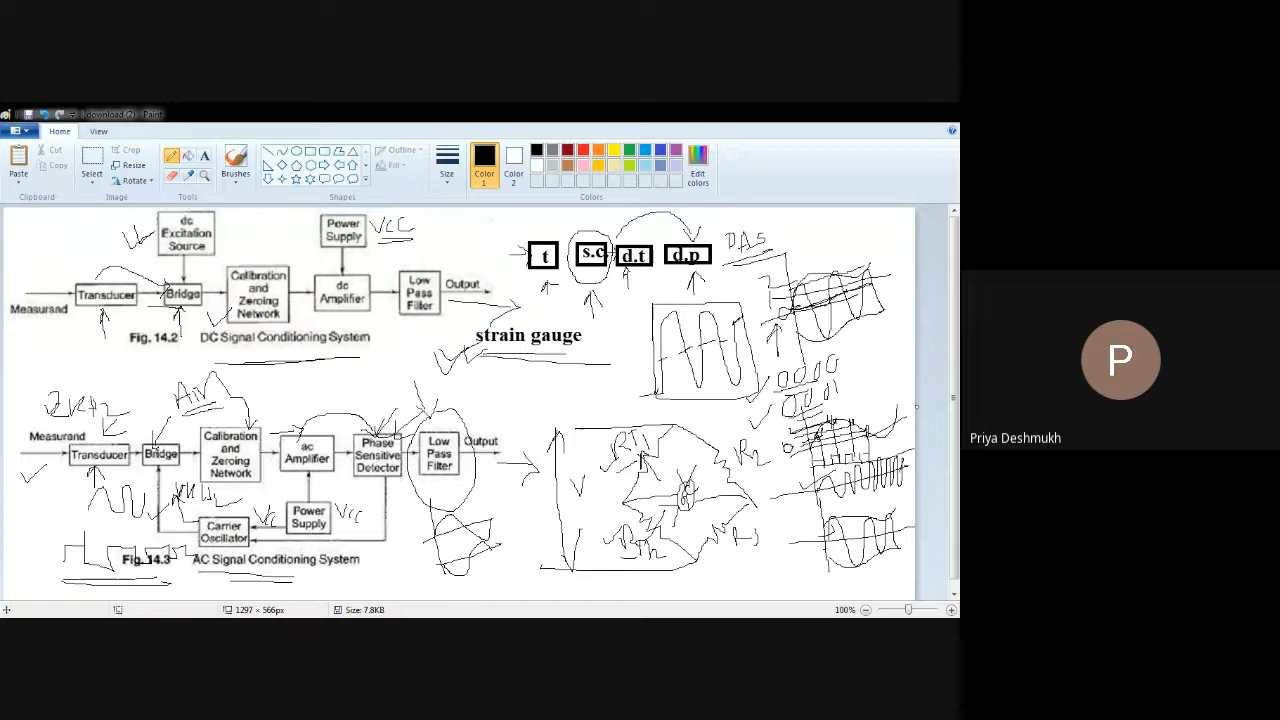 download (2) - Paint
Home View
Paste
Cut
Copy
Clipboard
Select
Crop
Resize
Rotate
Image
A
Tools
Brushes
Outline
Fill
Shapes
Size
Color 1
Color 2
Edit colors
Colors
dc
Excitation
Source
Power
Supply
VCC
Measurand
Transducer
Bridge
Calibration
and
Zeroing
Network
dc
Amplifier
Low
Pass
Filter
Output
Fig. 14.2 DC Signal Conditioning System
t
s.c
d.t
d.p
DAS
strain gauge
Measurand
Transducer
Bridge
Calibration
and
Zeroing
Network
ac
Amplifier
Phase
Sensitive
Detector
Low
Pass
Filter
Output
Carrier
Oscillator
Power
Supply
VCC
Fig. 14.3 AC Signal Conditioning System
V
R2
1297 × 566px
Size: 7.8KB
100%
P
Priya Deshmukh